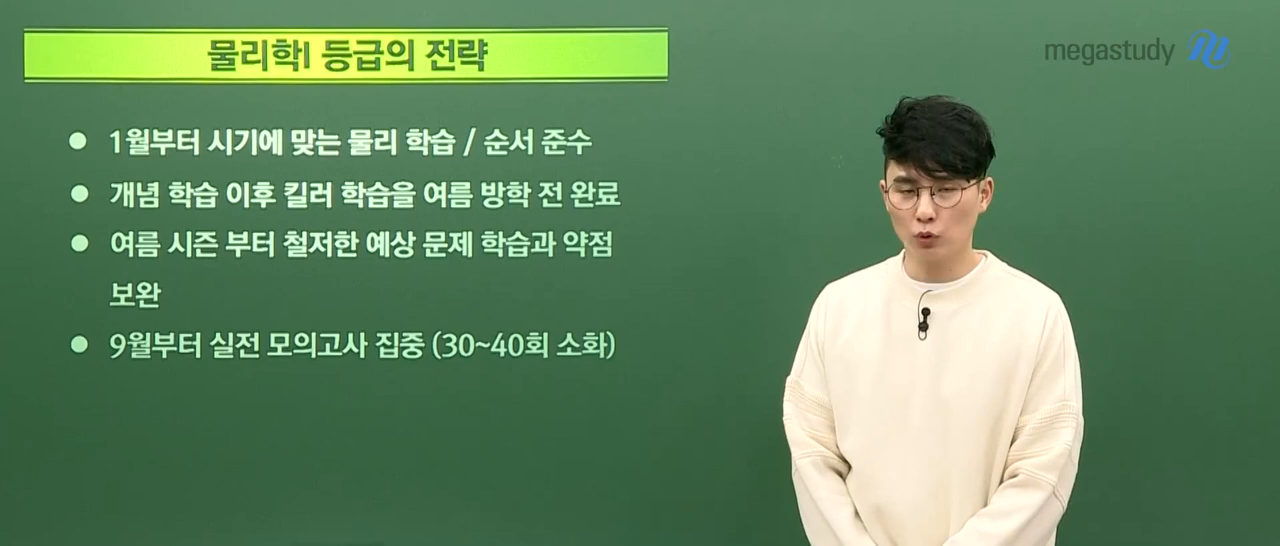 물리학I 등급의 전략
megastudy
● 1월부터 시기에 맞는 물리 학습 / 순서 준수
● 개념 학습 이후 킬러 학습을 여름 방학 전 완료
● 여름 시즌 부터 철저한 예상 문제 학습과 약점
보완
● 9월부터 실전 모의고사 집중 (30~40회 소화)